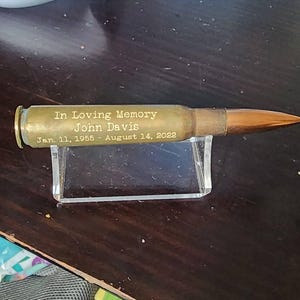 In Loving Memory
John Davis
Jan. 11, 1955 - August 14, 2022